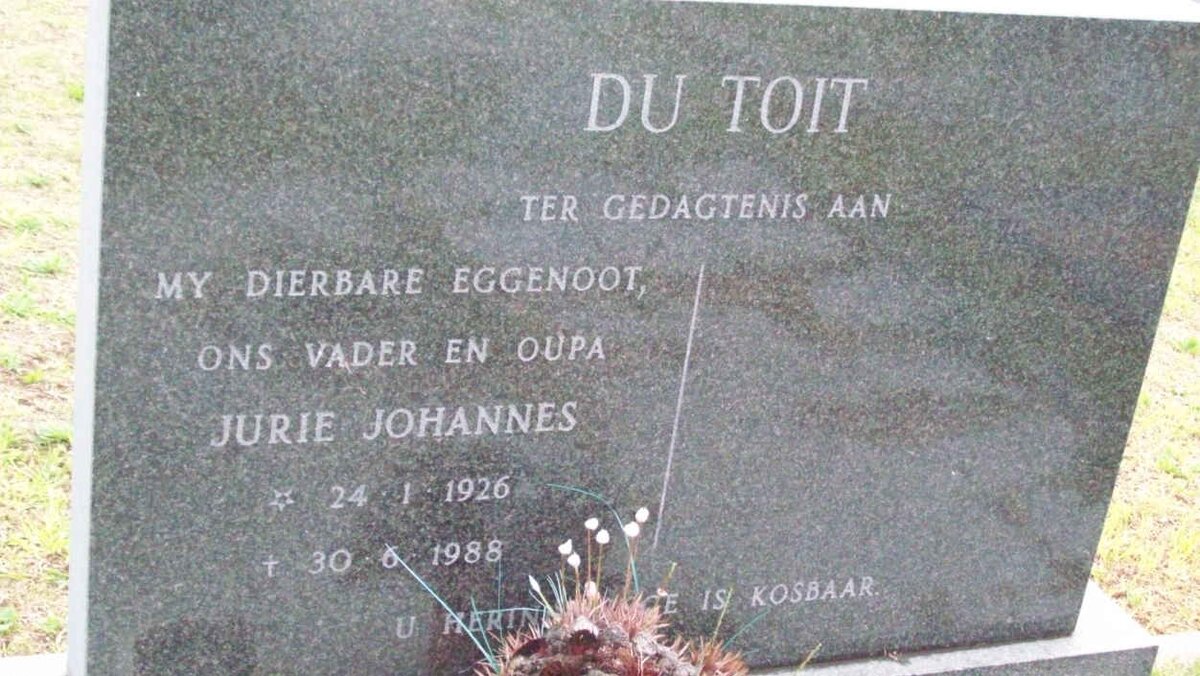 DU TOIT
TER GEDAGTENIS AAN
MY DIERBARE EGGENOOT,
ONS VADER EN OUPA
JURIE JOHANNES
☆ 24·1·1926
† 30·6·1988
U IS KOSBAAR.